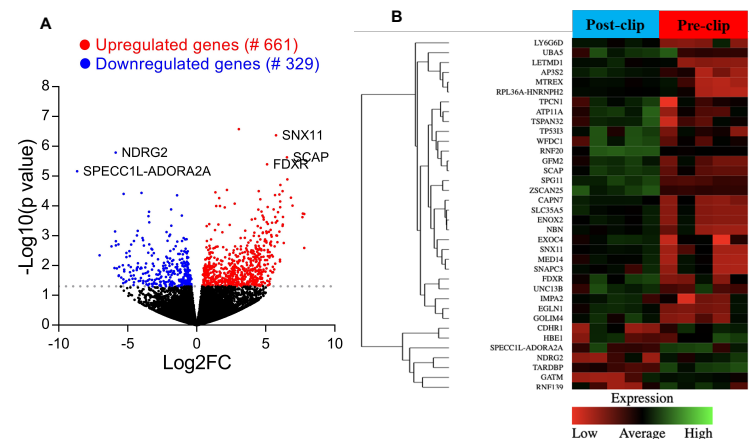 A
Upregulated genes (# 661)
Downregulated genes (# 329)
8
7
6
5
4
3
2
1
0
-Log10(p value)
SNX11
NDRG2
SCAP
FDXR
SPECC1L-ADORA2A
-10
-5
0
5
10
Log2FC
B
Post-clip
Pre-clip
LY6G6D
UBA5
LETMD1
AP3S2
MTREX
RPL36A-HNRNPH2
TPCN1
ATP11A
TSPAN32
TP53I3
WFDC1
RNF20
GFM2
SCAP
SPG11
ZSCAN25
CAPN7
SLC35A5
ENOX2
NBN
EXOC4
SNX11
MED14
SNAPC3
FDXR
UNC13B
IMPA2
EGLN1
GOLIM4
CDHR1
HBE1
SPECC1L-ADORA2A
NDRG2
TARDBP
GATM
RNF139
Expression
Low
Average
High